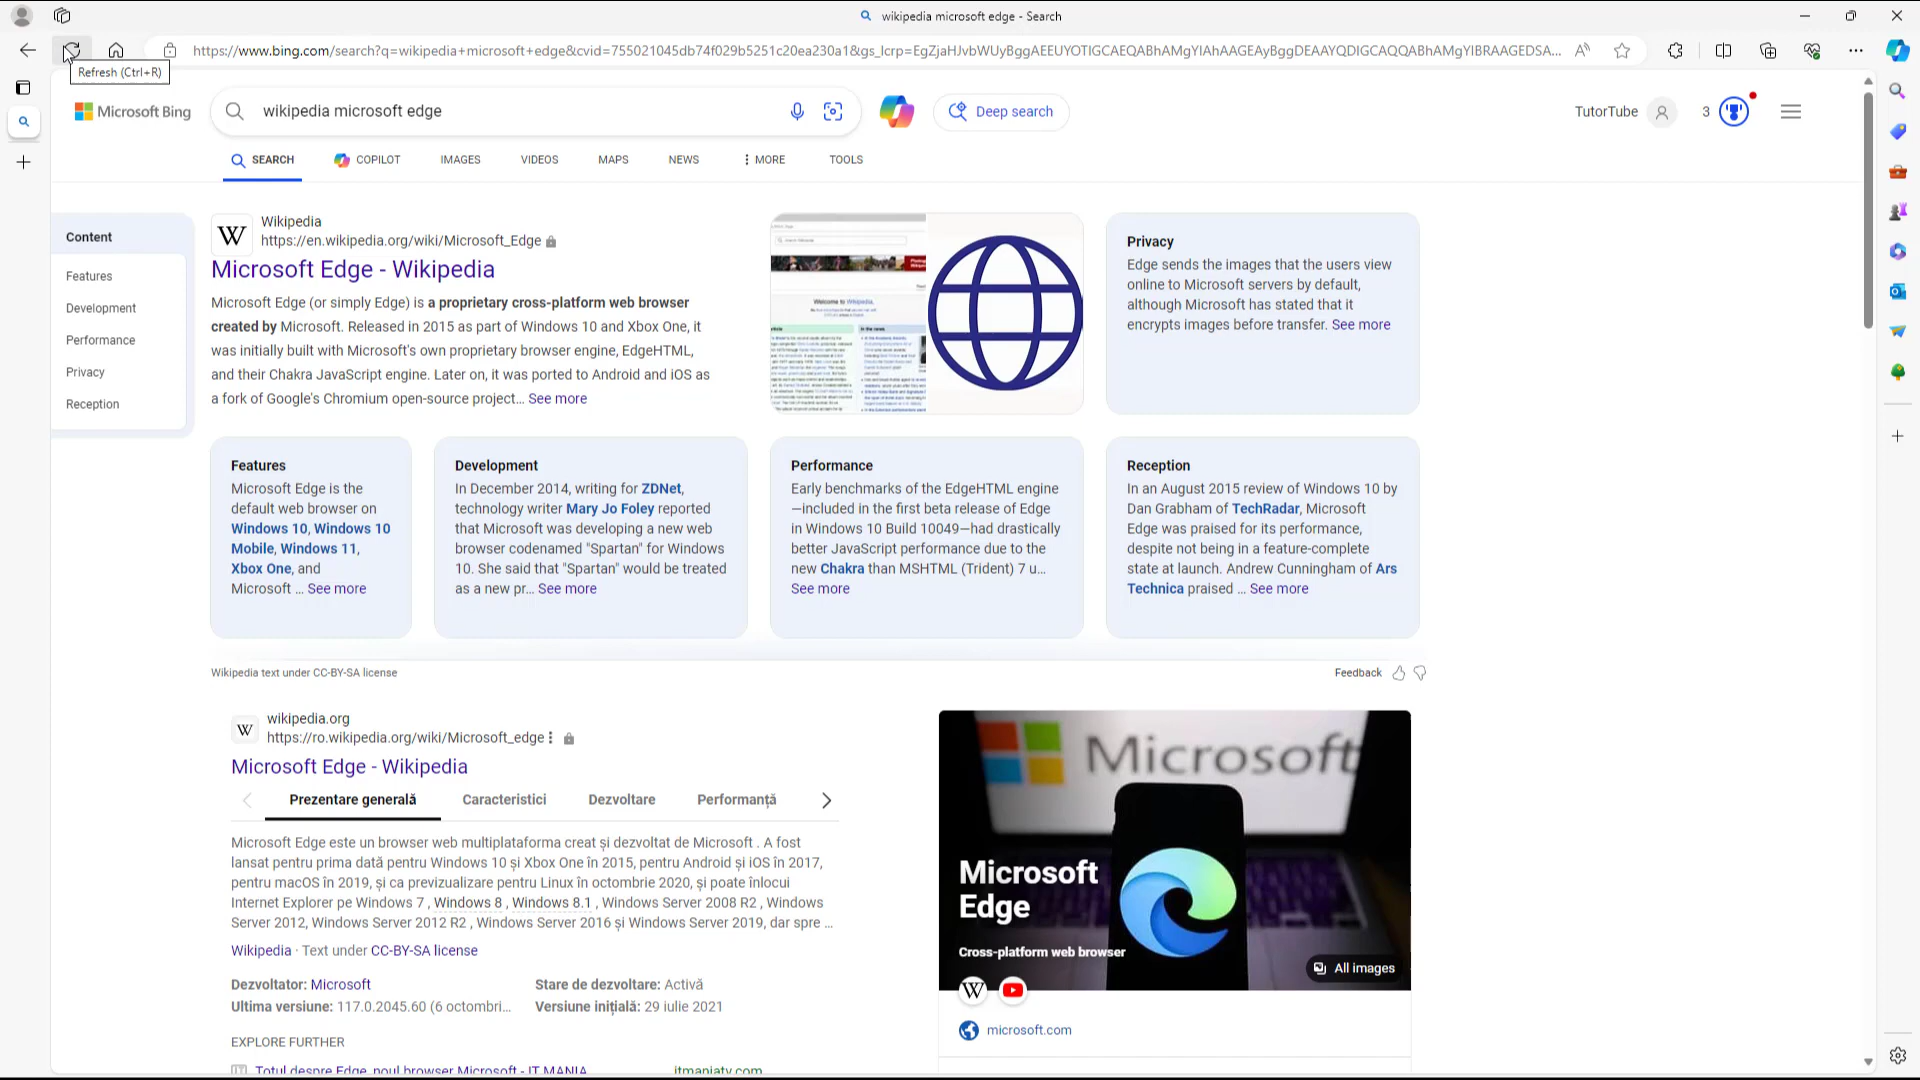 wikipedia microsoft edge - Search
https://www.bing.com/search?q=wikipedia+microsoft+edge&cvid=755021045db74f029b5251c20ea230a1&gs_lcrp=EgZjaHJvbWUyBggAEEUYOTIGCAEQABhAMgYIAhAAGEAyBggDEAAYQDIGCAQQABhAMgYIBRAAGEDSA...
Refresh (Ctrl+R)
Microsoft Bing
wikipedia microsoft edge
Deep search
TutorTube
3
SEARCH COPILOT IMAGES VIDEOS MAPS NEWS MORE TOOLS
Content
Features
Development
Performance
Privacy
Reception
Wikipedia
https://en.wikipedia.org/wiki/Microsoft_Edge
Microsoft Edge - Wikipedia
Microsoft Edge (or simply Edge) is a proprietary cross-platform web browser
created by Microsoft. Released in 2015 as part of Windows 10 and Xbox One, it
was initially built with Microsoft's own proprietary browser engine, EdgeHTML,
and their Chakra JavaScript engine. Later on, it was ported to Android and iOS as
a fork of Google's Chromium open-source project... See more
Privacy
Edge sends the images that the users view
online to Microsoft servers by default,
although Microsoft has stated that it
encrypts images before transfer. See more
Features
Microsoft Edge is the
default web browser on
Windows 10, Windows 10
Mobile, Windows 11,
Xbox One, and
Microsoft ... See more
Development
In December 2014, writing for ZDNet,
technology writer Mary Jo Foley reported
that Microsoft was developing a new web
browser codenamed "Spartan" for Windows
10. She said that "Spartan" would be treated
as a new pr... See more
Performance
Early benchmarks of the EdgeHTML engine
—included in the first beta release of Edge
in Windows 10 Build 10049—had drastically
better JavaScript performance due to the
new Chakra than MSHTML (Trident) 7 u...
See more
Reception
In an August 2015 review of Windows 10 by
Dan Grabham of TechRadar, Microsoft
Edge was praised for its performance,
despite not being in a feature-complete
state at launch. Andrew Cunningham of Ars
Technica praised ... See more
Wikipedia text under CC-BY-SA license
Feedback
wikipedia.org
https://ro.wikipedia.org/wiki/Microsoft_edge
Microsoft Edge - Wikipedia
Prezentare generală Caracteristici Dezvoltare Performanță
Microsoft Edge este un browser web multiplataforma creat și dezvoltat de Microsoft . A fost
lansat pentru prima dată pentru Windows 10 și Xbox One în 2015, pentru Android și iOS în 2017,
pentru macOS în 2019, și ca previzualizare pentru Linux în octombrie 2020, și poate înlocui
Internet Explorer pe Windows 7 , Windows 8 , Windows 8.1 , Windows Server 2008 R2 , Windows
Server 2012, Windows Server 2012 R2 , Windows Server 2016 și Windows Server 2019, dar spre ...
Wikipedia · Text under CC-BY-SA license
Dezvoltator: Microsoft
Stare de dezvoltare: Activă
Ultima versiune: 117.0.2045.60 (6 octombri...
Versiune inițială: 29 iulie 2021
EXPLORE FURTHER
Totul despre Edge, noul browser Microsoft - IT MANIA
itmaniatv.com
Microsoft
Microsoft
Edge
Cross-platform web browser
All images
microsoft.com